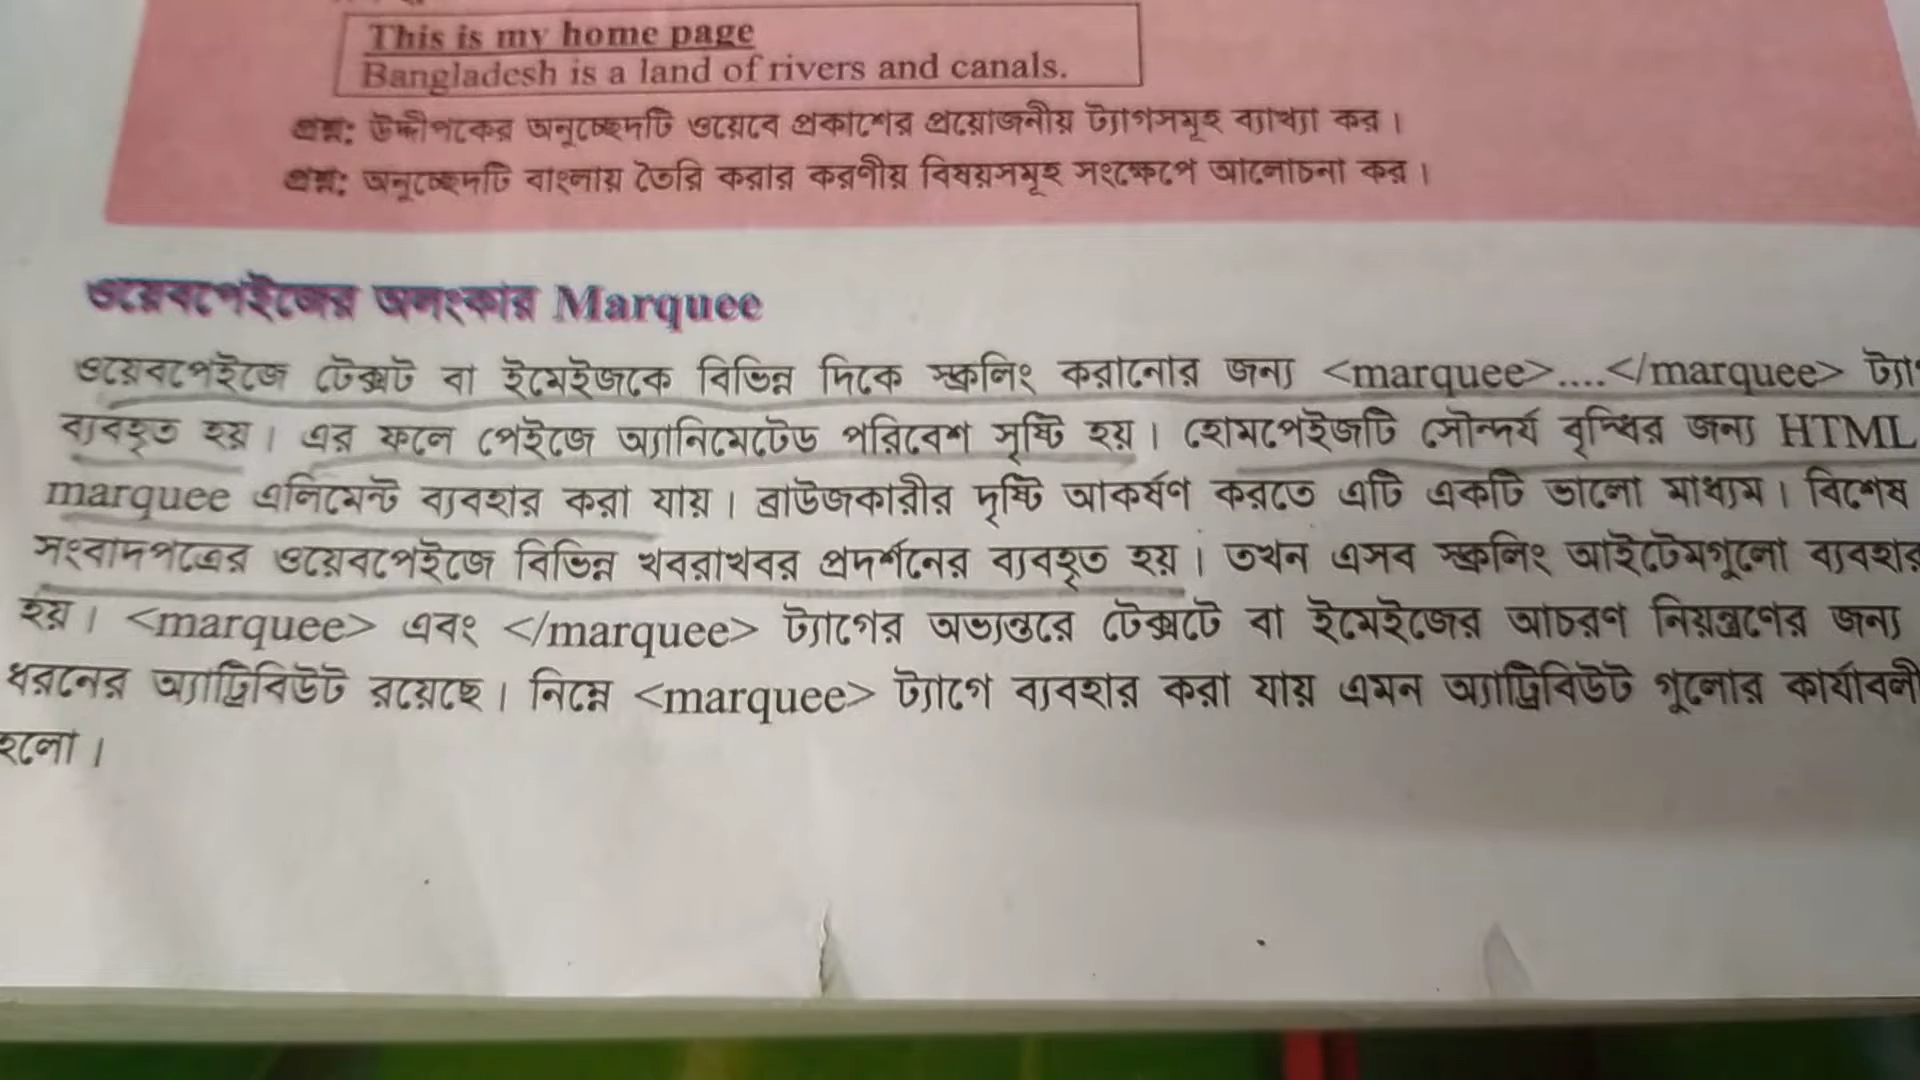 This is my home page
Bangladesh is a land of rivers and canals.
প্রশ্ন: উদ্দীপকের অনুচ্ছেদটি ওয়েবে প্রকাশের প্রয়োজনীয় ট্যাগসমূহ ব্যাখ্যা কর।
প্রশ্ন: অনুচ্ছেদটি বাংলায় তৈরি করার করণীয় বিষয়সমূহ সংক্ষেপে আলোচনা কর।
ওয়েবপেইজের অলংকার Marquee
ওয়েবপেইজে টেক্সট বা ইমেইজকে বিভিন্ন দিকে স্ক্রলিং করানোর জন্য <marquee>....</marquee>
ব্যবহৃত হয়। এর ফলে পেইজে অ্যানিমেটেড পরিবেশ সৃষ্টি হয়। হোমপেইজটি সৌন্দর্য বৃদ্ধির জন্য HTML
marquee এলিমেন্ট ব্যবহার করা যায়। ব্রাউজকারীর দৃষ্টি আকর্ষণ করতে এটি একটি ভালো মাধ্যম। বিশেষ
সংবাদপত্রের ওয়েবপেইজে বিভিন্ন খবরাখবর প্রদর্শনের ব্যবহৃত হয়। তখন এসব স্ক্রলিং আইটেমগুলো ব্যবহার
হয়। <marquee> এবং </marquee> ট্যাগের অভ্যন্তরে টেক্সটে বা ইমেইজের আচরণ নিয়ন্ত্রণের জন্য
ধরনের অ্যাট্রিবিউট রয়েছে। নিম্নে <marquee> ট্যাগে ব্যবহার করা যায় এমন অ্যাট্রিবিউট গুলোর কার্যাবলী
হলো।